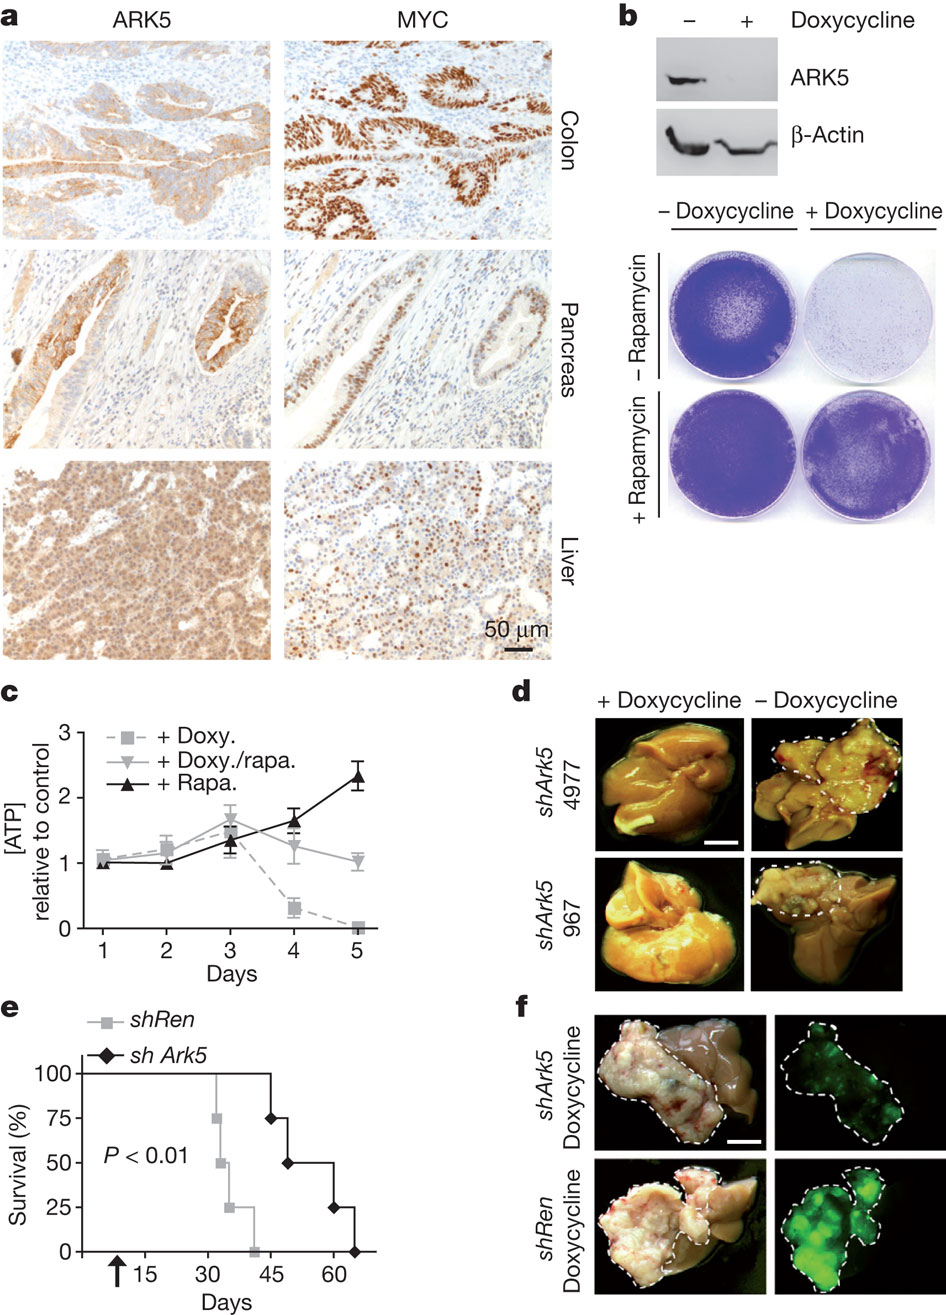 a
ARK5
MYC
Colon
Pancreas
Liver
50 μm
b
– + Doxycycline
ARK5
β-Actin
– Doxycycline + Doxycycline
– Rapamycin
+ Rapamycin
c
[ATP]
relative to control
3
2
1
0
+ Doxy.
+ Doxy./rapa.
+ Rapa.
1 2 3 4 5
Days
d
+ Doxycycline – Doxycycline
shArk5
4977
shArk5
967
e
shRen
sh Ark5
Survival (%)
100
75
50
25
0
P < 0.01
15 30 45 60
Days
f
shArk5
Doxycycline
shRen
Doxycycline